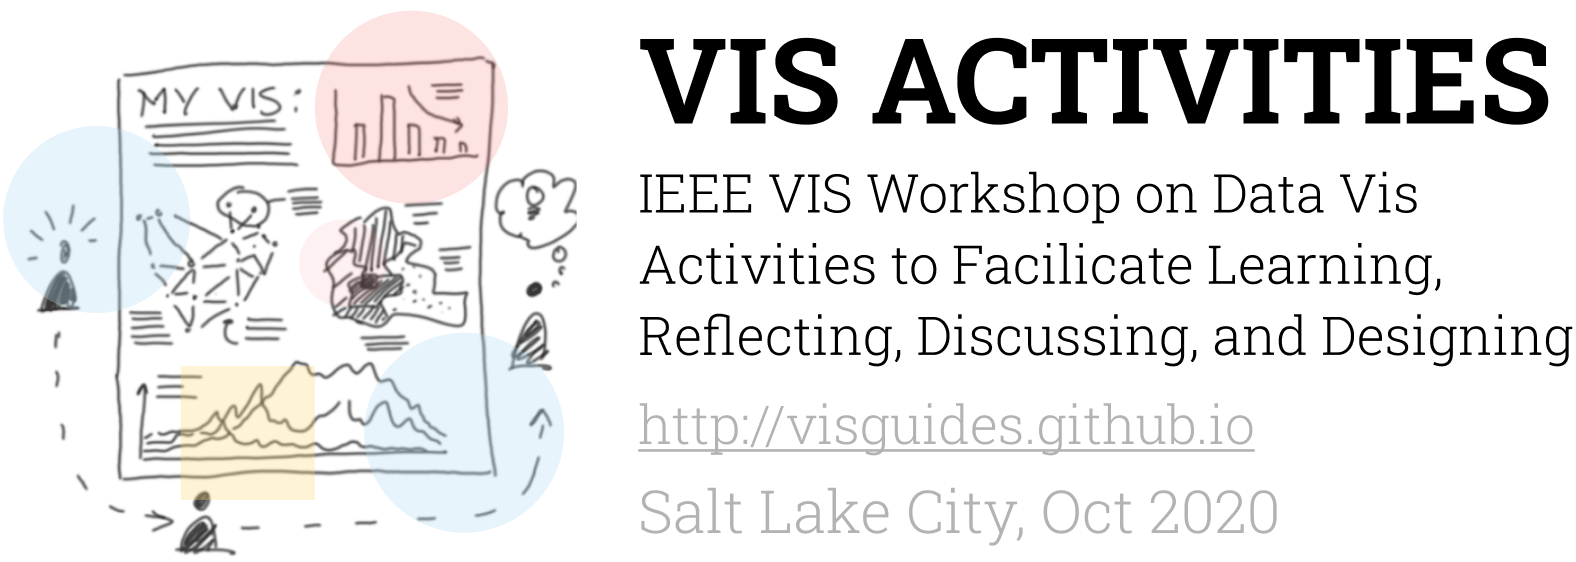 MY VIS:
VIS ACTIVITIES
IEEE VIS Workshop on Data Vis
Activities to Facilicate Learning,
Reflecting, Discussing, and Designing
http://visguides.github.io
Salt Lake City, Oct 2020